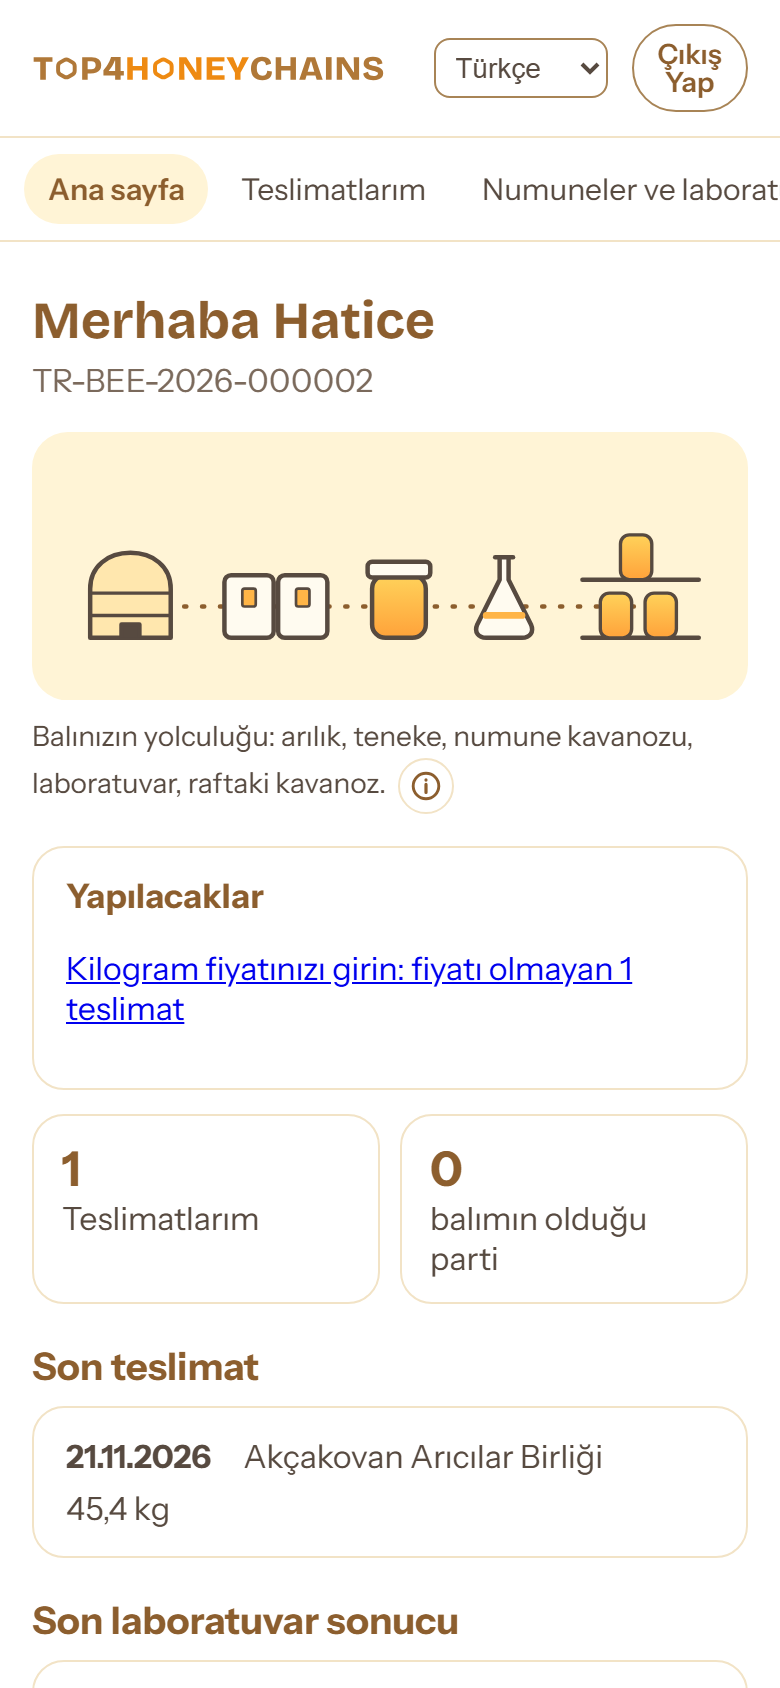 TOP4HONEYCHAINS
Türkçe
Çıkış
Yap
Ana sayfa
Teslimatlarım
Numuneler ve laborat
Merhaba Hatice
TR-BEE-2026-000002
Balınızın yolculuğu: arılık, teneke, numune kavanozu,
laboratuvar, raftaki kavanoz.
Yapılacaklar
Kilogram fiyatınızı girin: fiyatı olmayan 1
teslimat
1
Teslimatlarım
0
balımın olduğu
parti
Son teslimat
21.11.2026 Akçakovan Arıcılar Birliği
45,4 kg
Son laboratuvar sonucu